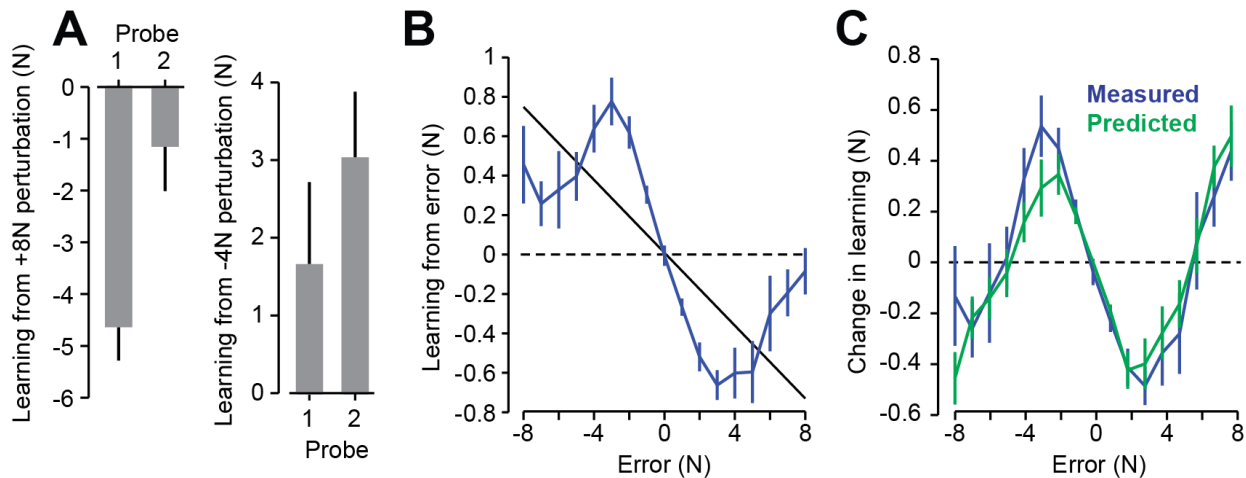 A
Probe
1 2
Learning from +8N perturbation (N)
0
-1
-2
-3
-4
-5
-6
Learning from -4N perturbation (N)
4
3
2
1
0
1 2
Probe
B
Learning from error (N)
1
0.8
0.6
0.4
0.2
0
-0.2
-0.4
-0.6
-0.8
-8 -4 0 4 8
Error (N)
C
Change in learning (N)
0.8
0.6
0.4
0.2
0
-0.2
-0.4
-0.6
Measured
Predicted
-8 -4 0 4 8
Error (N)